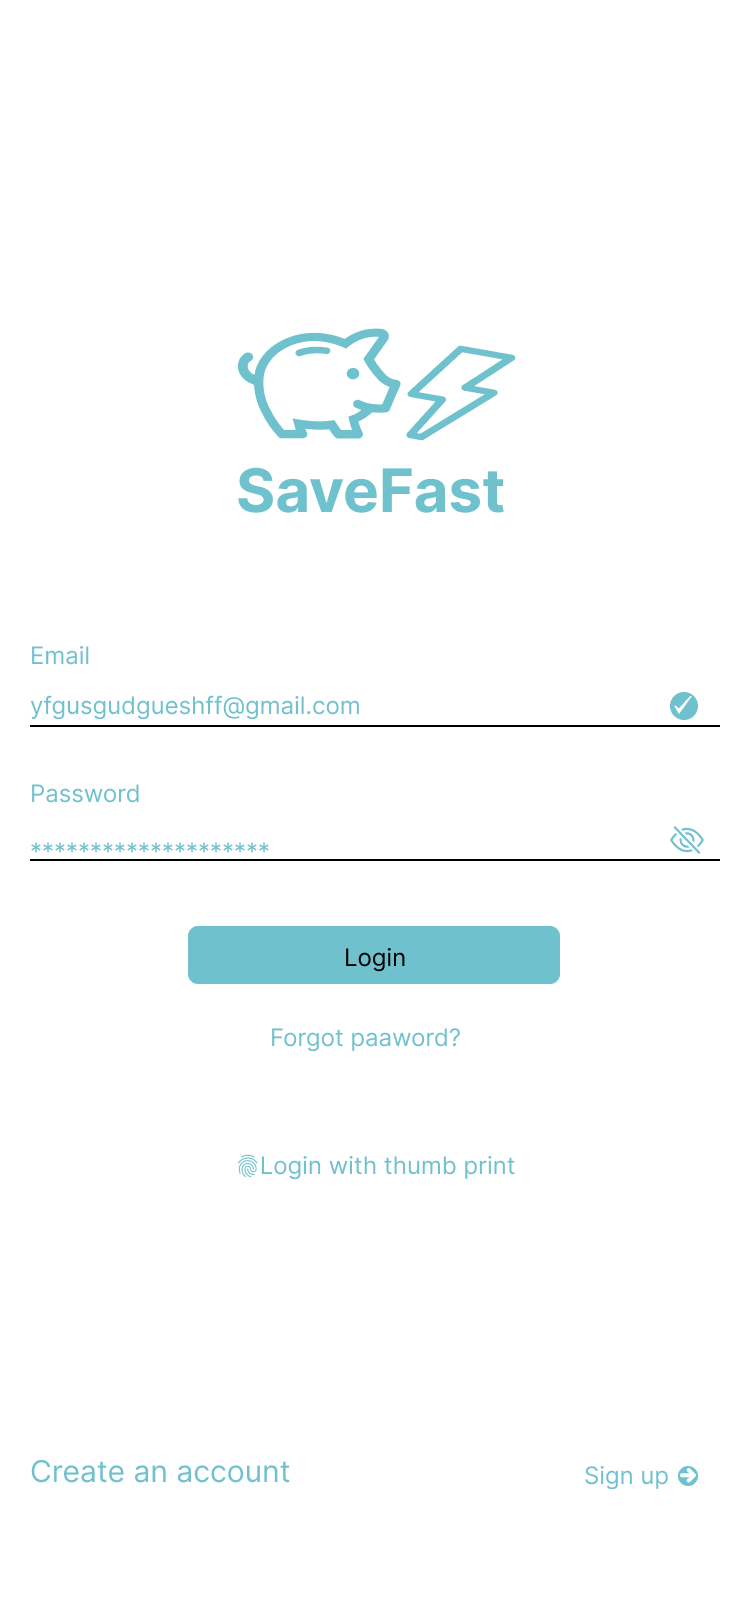 SaveFast
Email
yfgusgudgueshff@gmail.com
Password
********************
Login
Forgot paaword?
Login with thumb print
Create an account
Sign up